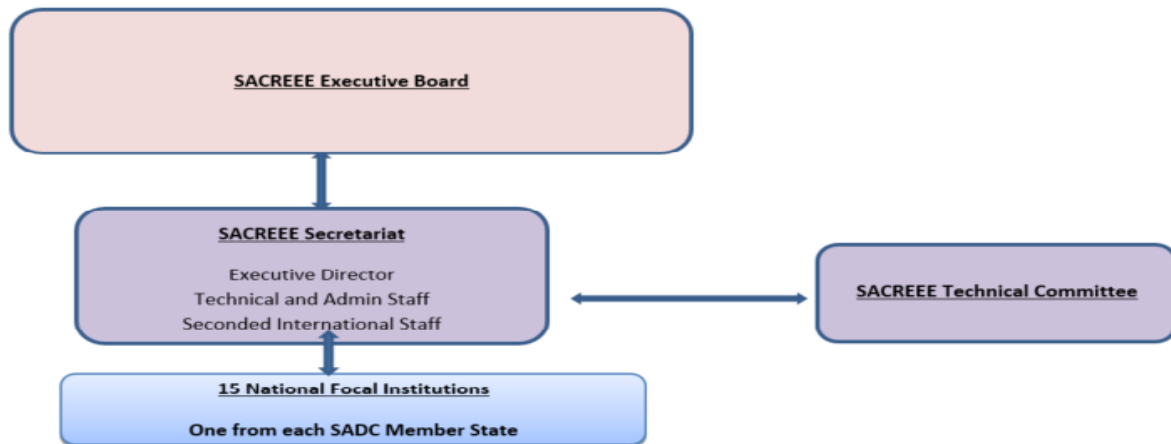 SACREEE Executive Board
SACREEE Secretariat
Executive Director
Technical and Admin Staff
Seconded International Staff
SACREEE Technical Committee
15 National Focal Institutions
One from each SADC Member State